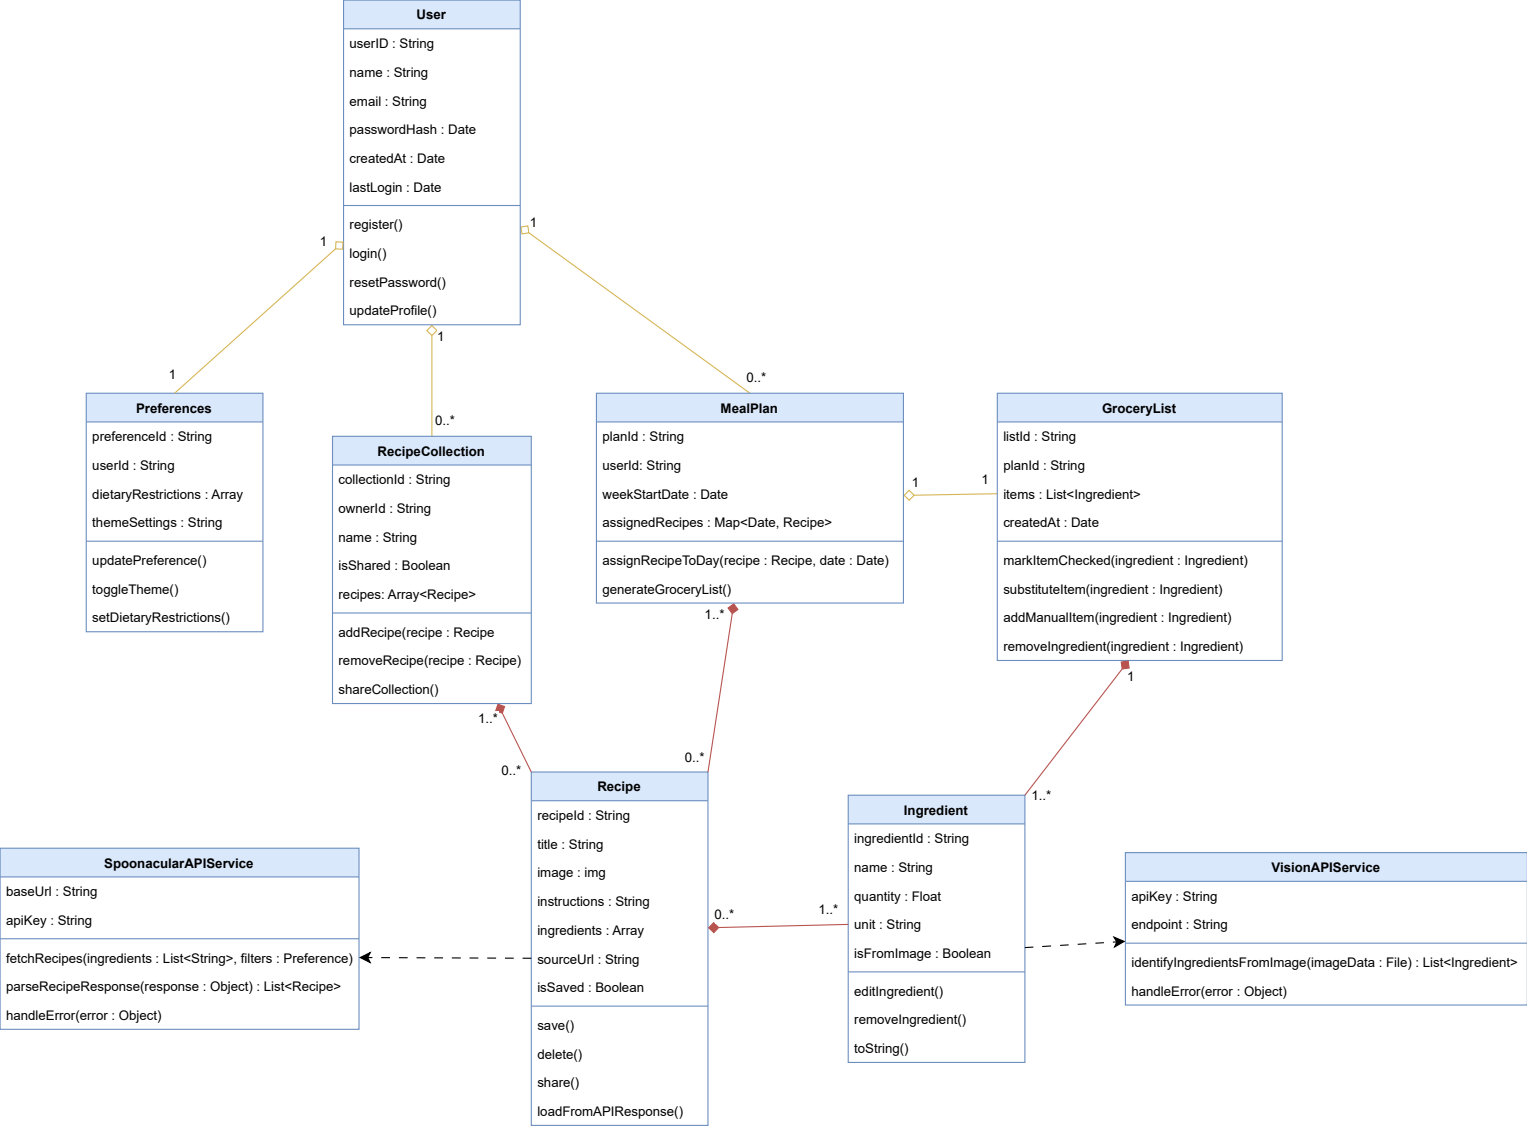 User
userID : String
name : String
email : String
passwordHash : Date
createdAt : Date
lastLogin : Date
register()
login()
resetPassword()
updateProfile()
1
1
1
0..*
1
0..*
Preferences
preferenceId : String
userId : String
dietaryRestrictions : Array
themeSettings : String
updatePreference()
toggleTheme()
setDietaryRestrictions()
RecipeCollection
collectionId : String
ownerId : String
name : String
isShared : Boolean
recipes: Array<Recipe>
addRecipe(recipe : Recipe
removeRecipe(recipe : Recipe)
shareCollection()
MealPlan
planId : String
userId: String
weekStartDate : Date
assignedRecipes : Map<Date, Recipe>
assignRecipeToDay(recipe : Recipe, date : Date)
generateGroceryList()
1
1
GroceryList
listId : String
planId : String
items : List<Ingredient>
createdAt : Date
markItemChecked(ingredient : Ingredient)
substituteItem(ingredient : Ingredient)
addManualItem(ingredient : Ingredient)
removeIngredient(ingredient : Ingredient)
1..*
0..*
1..*
0..*
1
1..*
SpoonacularAPIService
baseUrl : String
apiKey : String
fetchRecipes(ingredients : List<String>, filters : Preference)
parseRecipeResponse(response : Object) : List<Recipe>
handleError(error : Object)
Recipe
recipeId : String
title : String
image : img
instructions : String
ingredients : Array
sourceUrl : String
isSaved : Boolean
save()
delete()
share()
loadFromAPIResponse()
0..*
1..*
Ingredient
ingredientId : String
name : String
quantity : Float
unit : String
isFromImage : Boolean
editIngredient()
removeIngredient()
toString()
VisionAPIService
apiKey : String
endpoint : String
identifyIngredientsFromImage(imageData : File) : List<Ingredient>
handleError(error : Object)